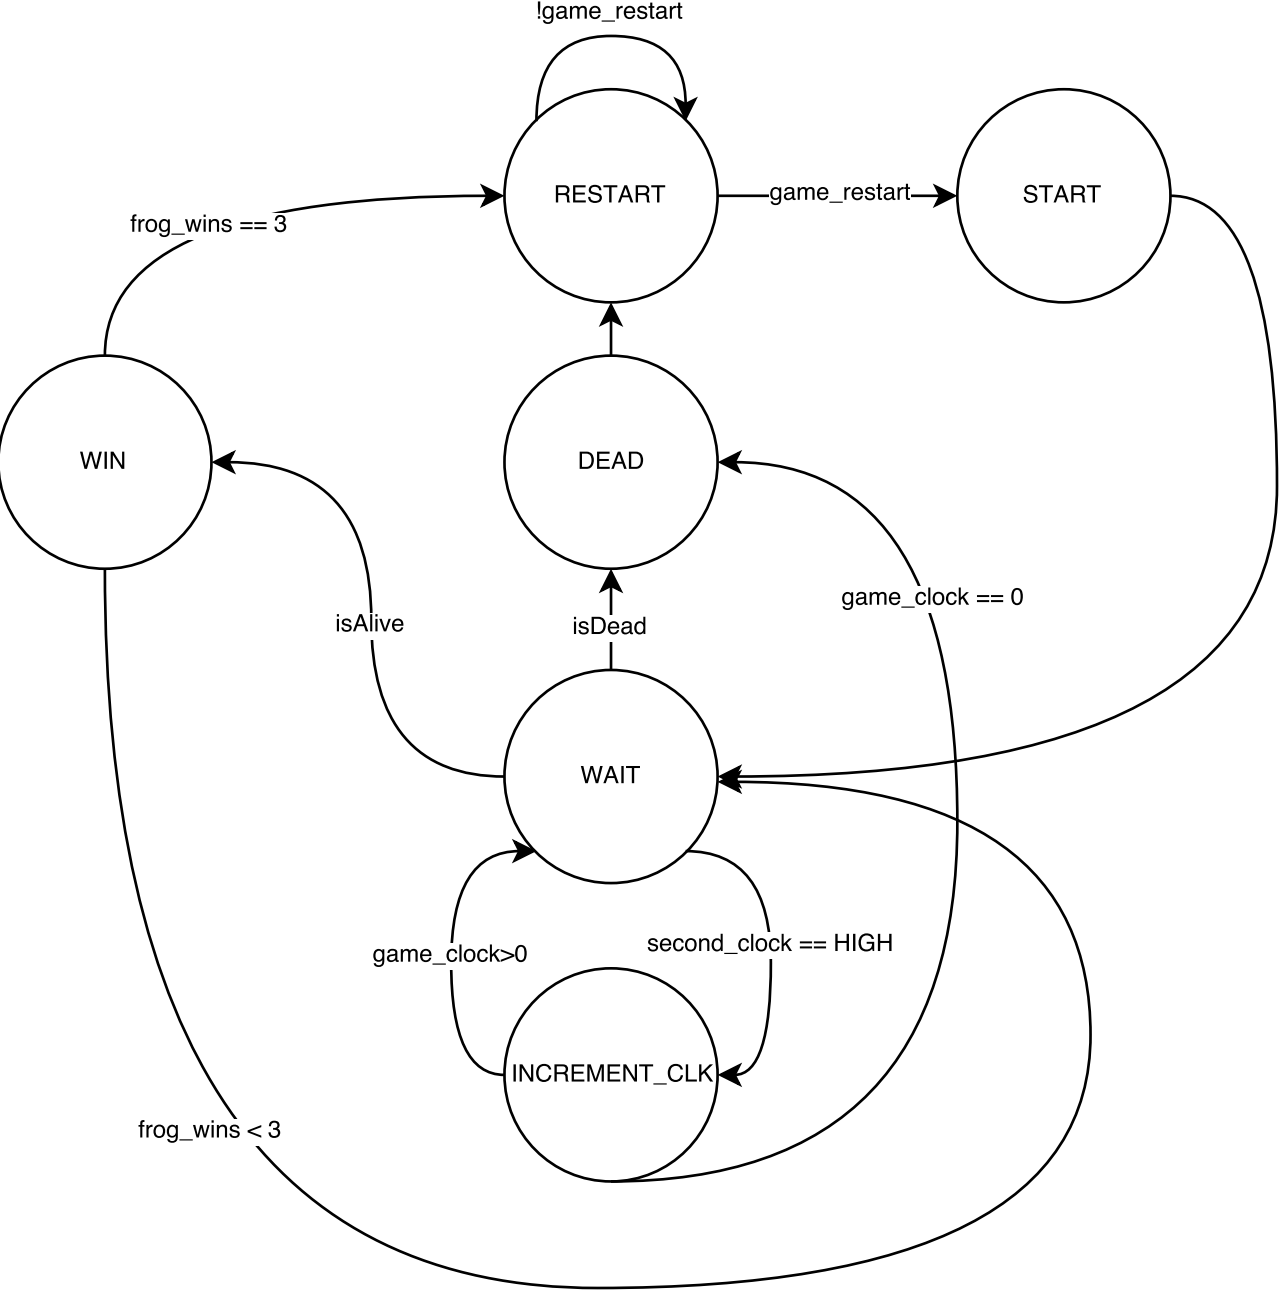 !game_restart
RESTART
game_restart
START
frog_wins == 3
WIN
DEAD
game_clock == 0
isAlive
isDead
WAIT
second_clock == HIGH
game_clock>0
INCREMENT_CLK
frog_wins < 3